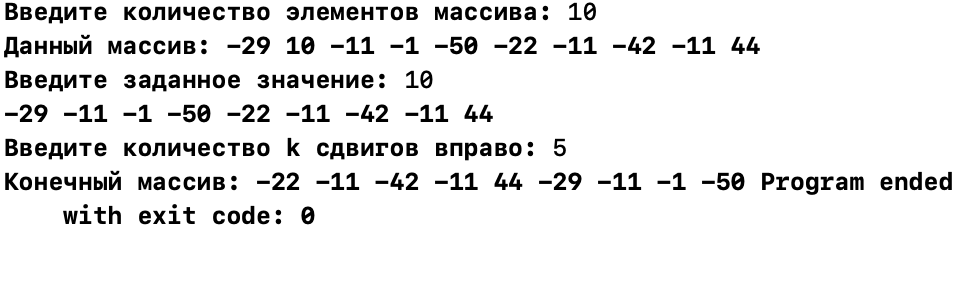 Введите количество элементов массива: 10
Данный массив: -29 10 -11 -1 -50 -22 -11 -42 -11 44
Введите заданное значение: 10
-29 -11 -1 -50 -22 -11 -42 -11 44
Введите количество k сдвигов вправо: 5
Конечный массив: -22 -11 -42 -11 44 -29 -11 -1 -50 Program ended
with exit code: 0